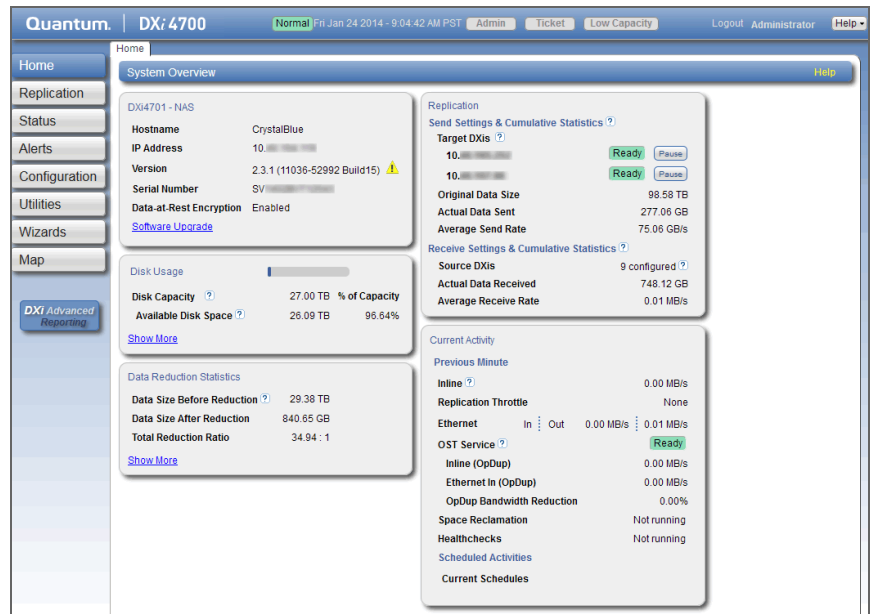 Quantum. DXi 4700 Normal Fri Jan 24 2014 - 9:04:42 AM PST Admin Ticket Low Capacity Logout Administrator Help
Home
Home
Replication
Status
Alerts
Configuration
Utilities
Wizards
Map
DXi Advanced
Reporting
System Overview Help
DXi4701 - NAS
Hostname CrystalBlue
IP Address 10.
Version 2.3.1 (11036-52992 Build15)
Serial Number SV
Data-at-Rest Encryption Enabled
Software Upgrade
Disk Usage
Disk Capacity ? 27.00 TB % of Capacity
Available Disk Space ? 26.09 TB 96.64%
Show More
Data Reduction Statistics
Data Size Before Reduction ? 29.38 TB
Data Size After Reduction 840.65 GB
Total Reduction Ratio 34.94 : 1
Show More
Replication
Send Settings & Cumulative Statistics ?
Target DXis ?
10. Ready Pause
10. Ready Pause
Original Data Size 98.58 TB
Actual Data Sent 277.06 GB
Average Send Rate 75.06 GB/s
Receive Settings & Cumulative Statistics ?
Source DXis 9 configured ?
Actual Data Received 748.12 GB
Average Receive Rate 0.01 MB/s
Current Activity
Previous Minute
Inline ? 0.00 MB/s
Replication Throttle None
Ethernet In Out 0.00 MB/s 0.01 MB/s
OST Service ? Ready
Inline (OpDup) 0.00 MB/s
Ethernet In (OpDup) 0.00 MB/s
OpDup Bandwidth Reduction 0.00%
Space Reclamation Not running
Healthchecks Not running
Scheduled Activities
Current Schedules